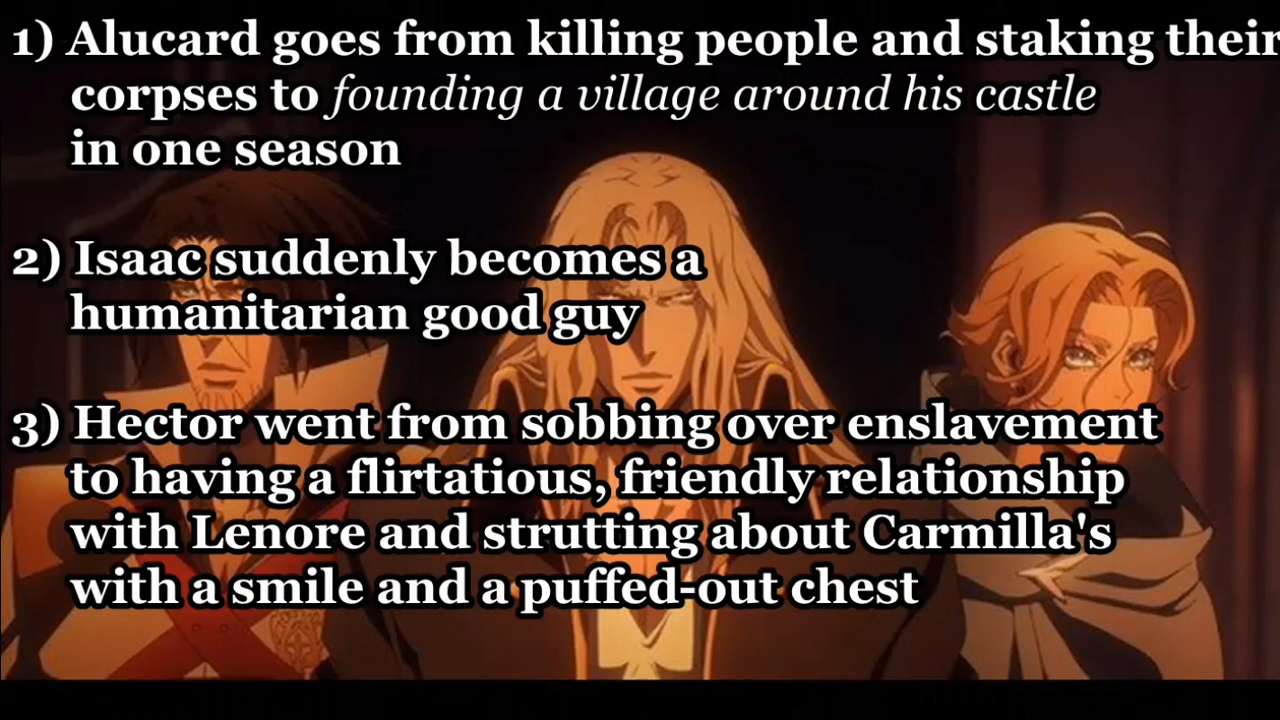 1) Alucard goes from killing people and staking their
corpses to founding a village around his castle
in one season
2) Isaac suddenly becomes a
humanitarian good guy
3) Hector went from sobbing over enslavement
to having a flirtatious, friendly relationship
with Lenore and strutting about Carmilla's
with a smile and a puffed-out chest